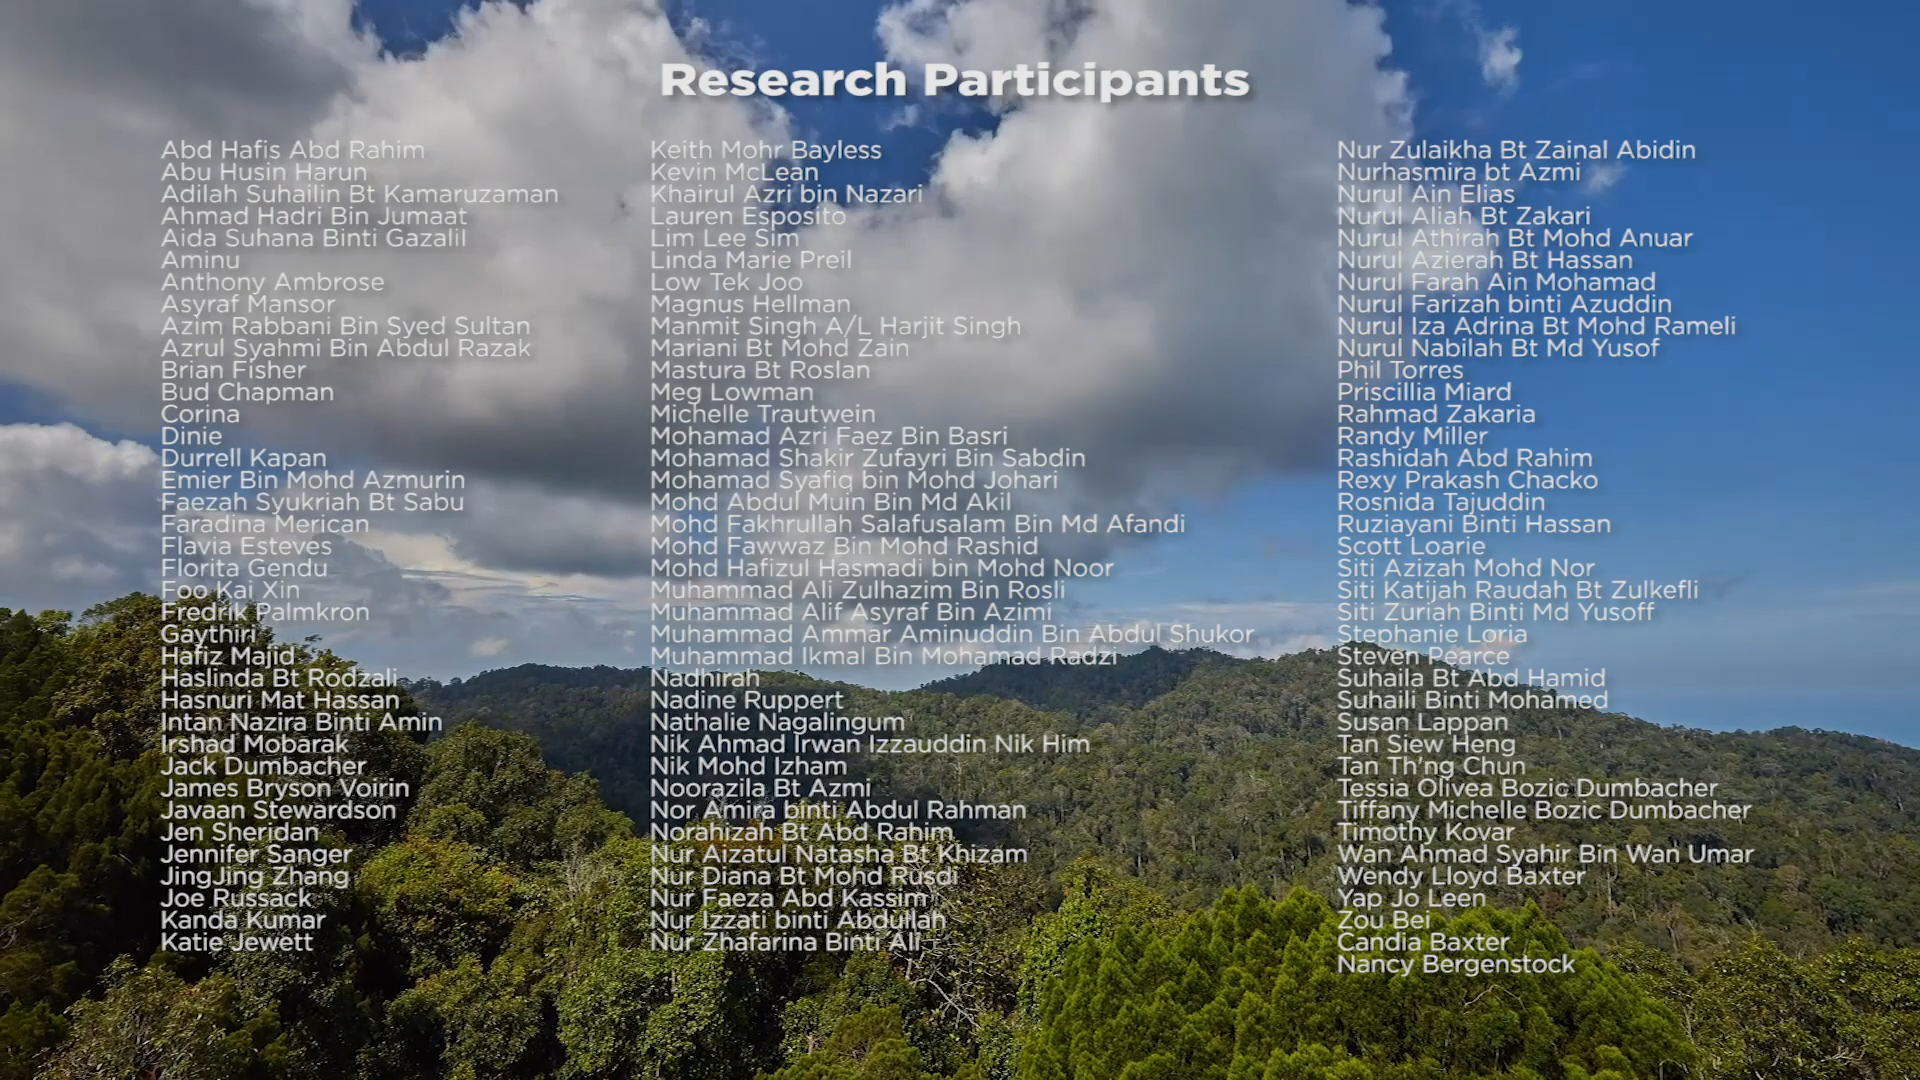 Research Participants
Abd Hafis Abd Rahim
Abu Husin Harun
Adilah Suhailin Bt Kamaruzaman
Ahmad Hadri Bin Jumaat
Aida Suhana Binti Gazalil
Aminu
Anthony Ambrose
Asyraf Mansor
Azim Rabbani Bin Syed Sultan
Azrul Syahmi Bin Abdul Razak
Brian Fisher
Bud Chapman
Corina
Dinie
Durrell Kapan
Emier Bin Mohd Azmurin
Faezah Syukriah Bt Sabu
Faradina Merican
Flavia Esteves
Florita Gendu
Foo Kai Xin
Fredrik Palmkron
Gaythiri
Hafiz Majid
Haslinda Bt Rodzali
Hasnuri Mat Hassan
Intan Nazira Binti Amin
Irshad Mobarak
Jack Dumbacher
James Bryson Voirin
Javaan Stewardson
Jen Sheridan
Jennifer Sanger
JingJing Zhang
Joe Russack
Kanda Kumar
Katie Jewett
Keith Mohr Bayless
Kevin McLean
Khairul Azri bin Nazari
Lauren Esposito
Lim Lee Sim
Linda Marie Preil
Low Tek Joo
Magnus Hellman
Manmit Singh A/L Harjit Singh
Mariani Bt Mohd Zain
Mastura Bt Roslan
Meg Lowman
Michelle Trautwein
Mohamad Azri Faez Bin Basri
Mohamad Shakir Zufayri Bin Sabdin
Mohamad Syafiq bin Mohd Johari
Mohd Abdul Muin Bin Md Akil
Mohd Fakhrullah Salafusalam Bin Md Afandi
Mohd Fawwaz Bin Mohd Rashid
Mohd Hafizul Hasmadi bin Mohd Noor
Muhammad Ali Zulhazim Bin Rosli
Muhammad Alif Asyraf Bin Azimi
Muhammad Ammar Aminuddin Bin Abdul Shukor
Muhammad Ikmal Bin Mohamad Radzi
Nadhirah
Nadine Ruppert
Nathalie Nagalingum
Nik Ahmad Irwan Izzauddin Nik Him
Nik Mohd Izham
Noorazila Bt Azmi
Nor Amira binti Abdul Rahman
Norahizah Bt Abd Rahim
Nur Aizatul Natasha Bt Khizam
Nur Diana Bt Mohd Rusdi
Nur Faeza Abd Kassim
Nur Izzati binti Abdullah
Nur Zhafarina Binti Ali
Nur Zulaikha Bt Zainal Abidin
Nurhasmira bt Azmi
Nurul Ain Elias
Nurul Aliah Bt Zakari
Nurul Athirah Bt Mohd Anuar
Nurul Azierah Bt Hassan
Nurul Farah Ain Mohamad
Nurul Farizah binti Azuddin
Nurul Iza Adrina Bt Mohd Rameli
Nurul Nabilah Bt Md Yusof
Phil Torres
Priscillia Miard
Rahmad Zakaria
Randy Miller
Rashidah Abd Rahim
Rexy Prakash Chacko
Rosnida Tajuddin
Ruziayani Binti Hassan
Scott Loarie
Siti Azizah Mohd Nor
Siti Katijah Raudah Bt Zulkefli
Siti Zuriah Binti Md Yusoff
Stephanie Loria
Steven Pearce
Suhaila Bt Abd Hamid
Suhaili Binti Mohamed
Susan Lappan
Tan Siew Heng
Tan Th'ng Chun
Tessia Olivea Bozic Dumbacher
Tiffany Michelle Bozic Dumbacher
Timothy Kovar
Wan Ahmad Syahir Bin Wan Umar
Wendy Lloyd Baxter
Yap Jo Leen
Zou Bei
Candia Baxter
Nancy Bergenstock